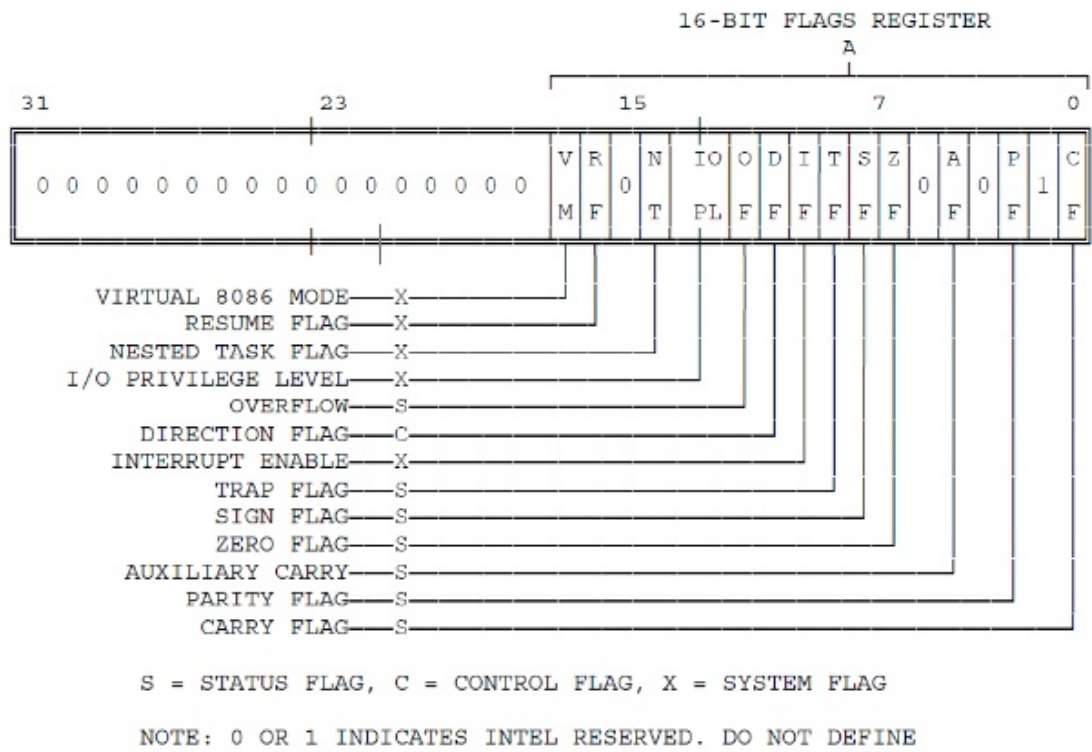 16-BIT FLAGS REGISTER
A
31 23 15 7 0
V R N IO O D I T S Z A P C
0 0 0 0 0 0 0 0 0 0 0 0 0 0 0 0 0 0 0 0 1
M F T PL F F F F F F F F F
VIRTUAL 8086 MODE X
RESUME FLAG X
NESTED TASK FLAG X
I/O PRIVILEGE LEVEL X
OVERFLOW S
DIRECTION FLAG C
INTERRUPT ENABLE X
TRAP FLAG S
SIGN FLAG S
ZERO FLAG S
AUXILIARY CARRY S
PARITY FLAG S
CARRY FLAG S
S = STATUS FLAG, C = CONTROL FLAG, X = SYSTEM FLAG
NOTE: 0 OR 1 INDICATES INTEL RESERVED. DO NOT DEFINE